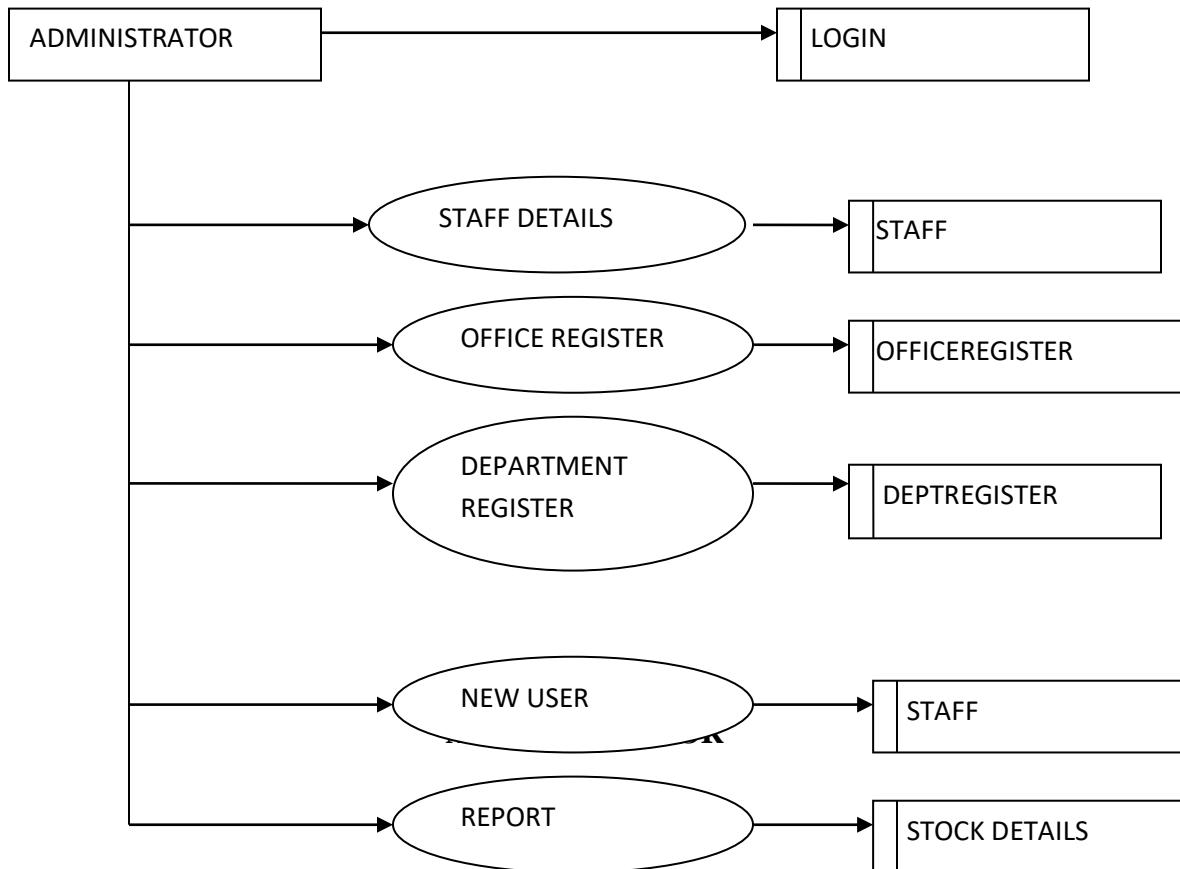 ADMINISTRATOR
LOGIN
STAFF DETAILS
STAFF
OFFICE REGISTER
OFFICEREGISTER
DEPARTMENT
REGISTER
DEPTREGISTER
NEW USER
STAFF
REPORT
STOCK DETAILS